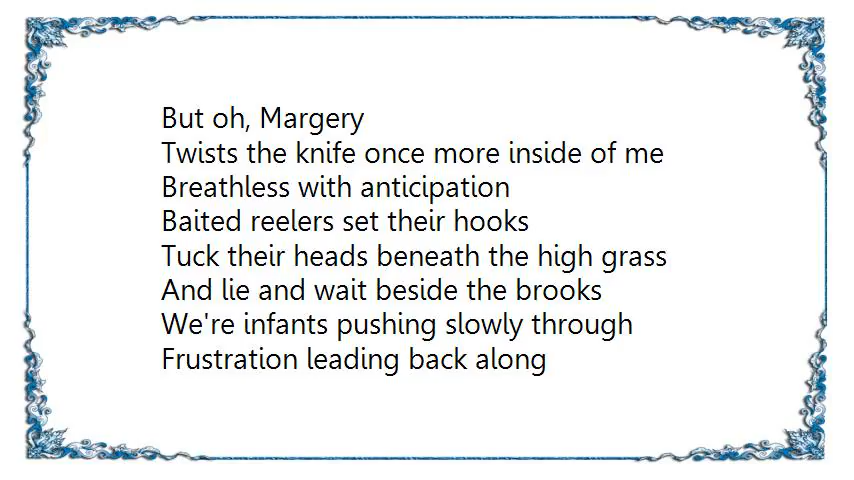 But oh, Margery
Twists the knife once more inside of me
Breathless with anticipation
Baited reelers set their hooks
Tuck their heads beneath the high grass
And lie and wait beside the brooks
We're infants pushing slowly through
Frustration leading back along